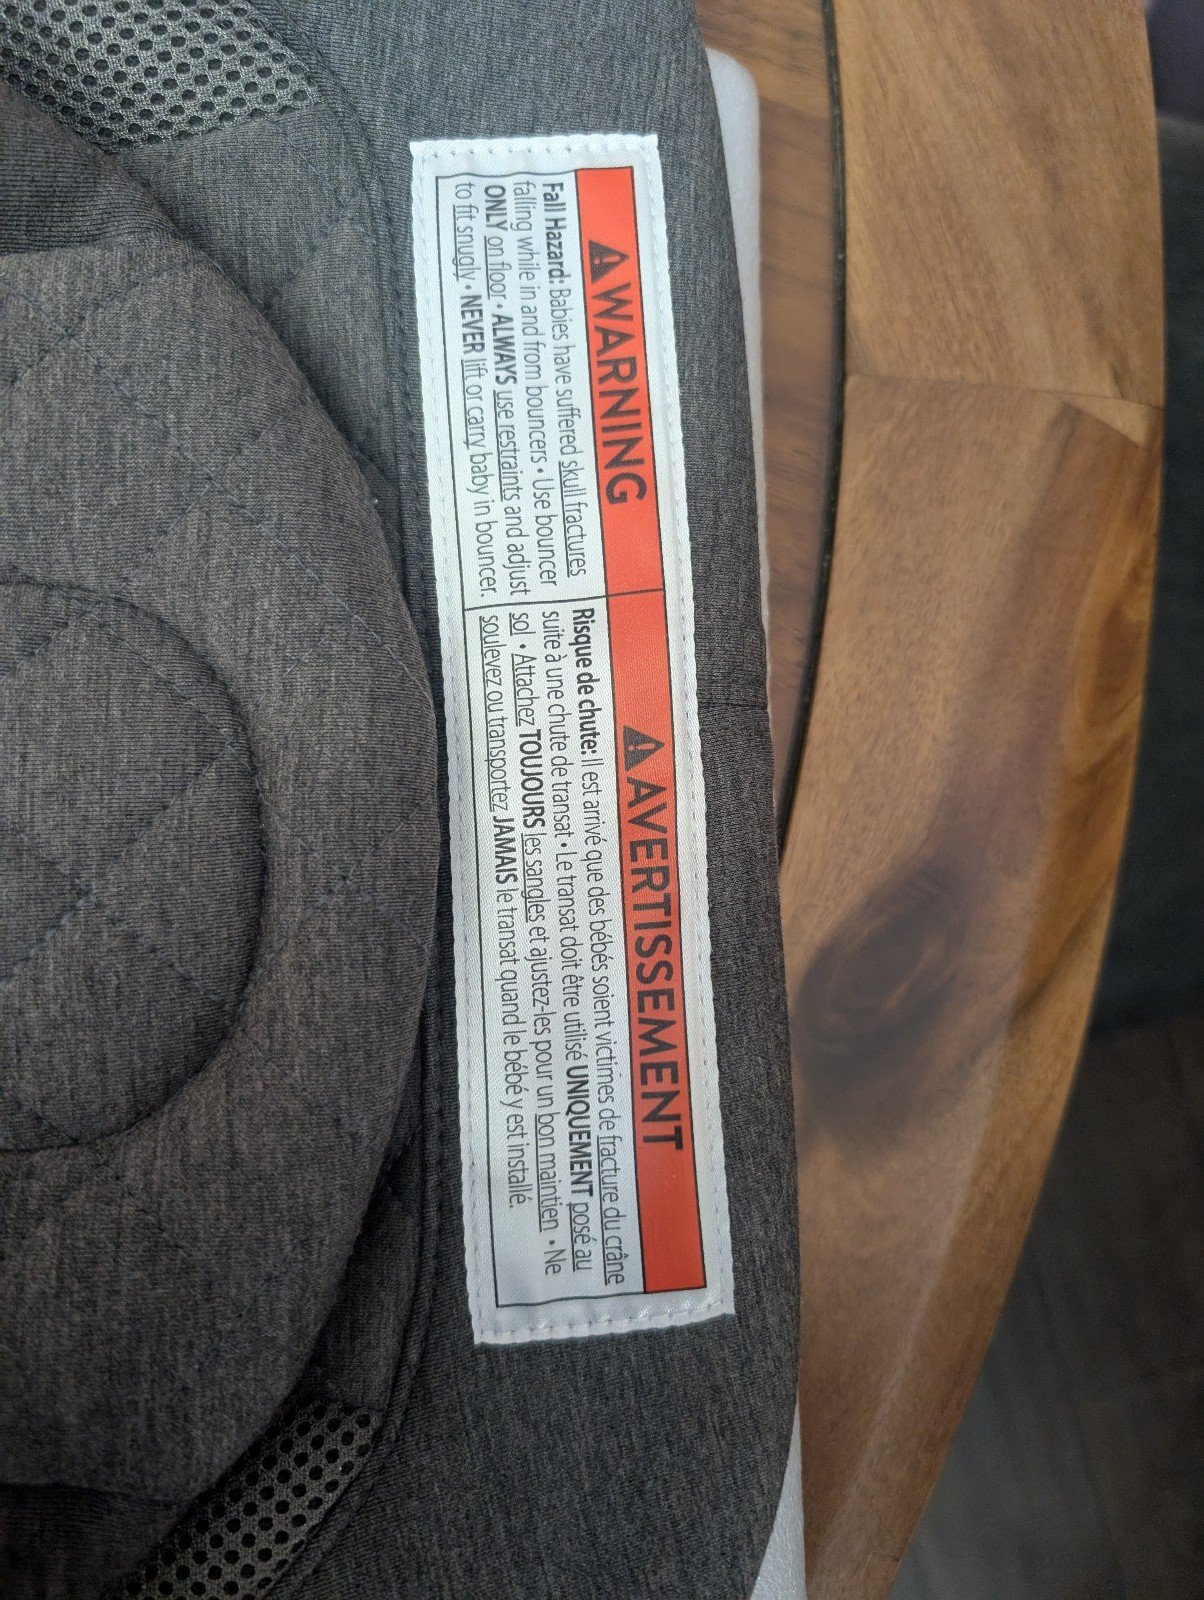 ⚠WARNING
Fall Hazard: Babies have suffered skull fractures
falling while in and from bouncers • Use bouncer
ONLY on floor • ALWAYS use restraints and adjust
to fit snugly • NEVER lift or carry baby in bouncer.
⚠AVERTISSEMENT
Risque de chute: Il est arrivé que des bébés soient victimes de fracture du crâne
suite à une chute de transat • Le transat doit être utilisé UNIQUEMENT posé au
sol • Attachez TOUJOURS les sangles et ajustez-les pour un bon maintien • Ne
soulevez ou transportez JAMAIS le transat quand le bébé y est installé.